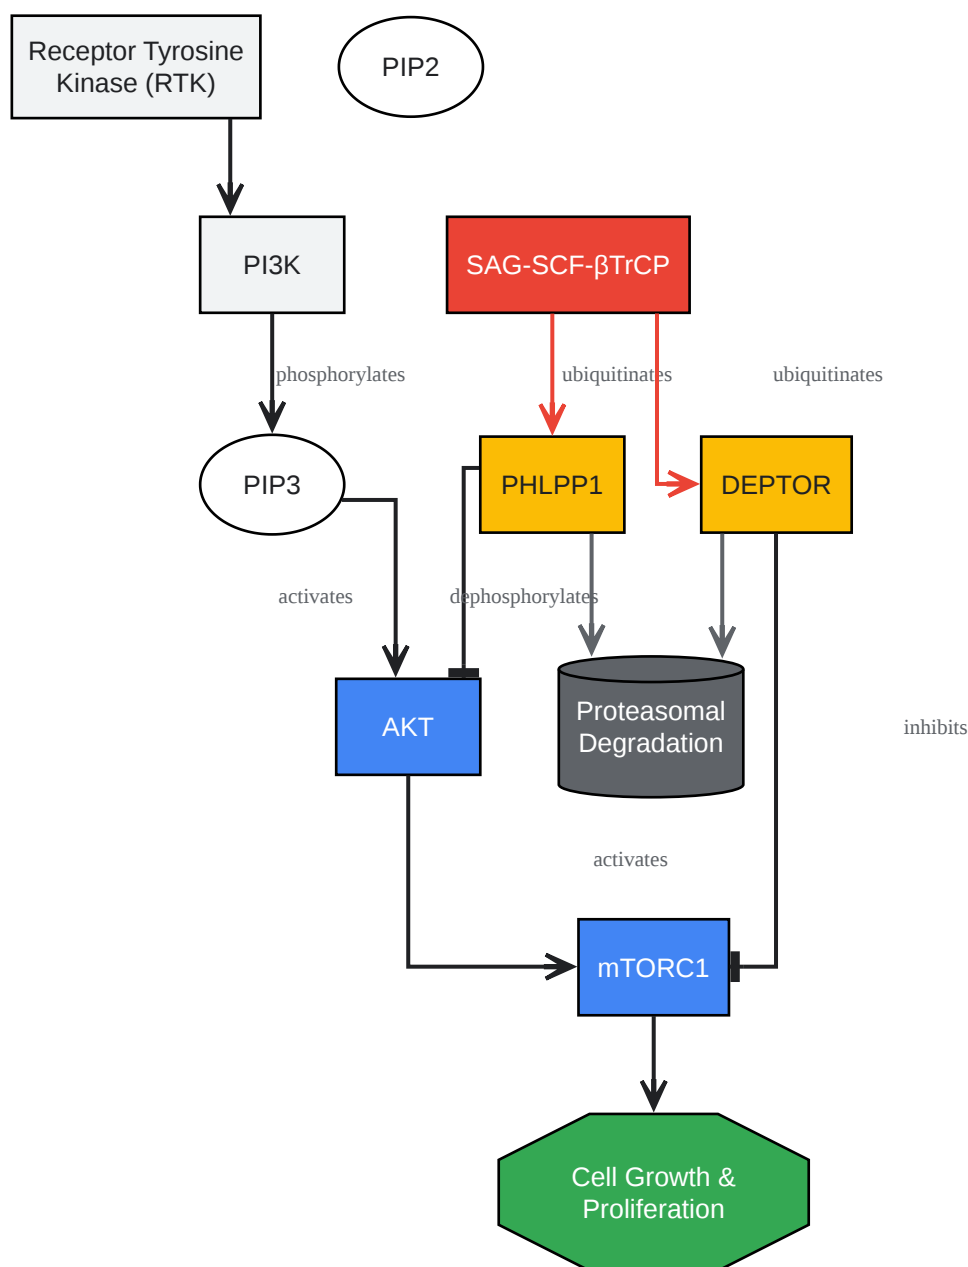 Receptor Tyrosine
Kinase (RTK)
PIP2
PI3K
SAG-SCF-βTrCP
phosphorylates
ubiquitinates
ubiquitinates
PIP3
PHLPP1
DEPTOR
activates
dephosphorylates
AKT
Proteasomal
Degradation
inhibits
activates
mTORC1
Cell Growth &
Proliferation